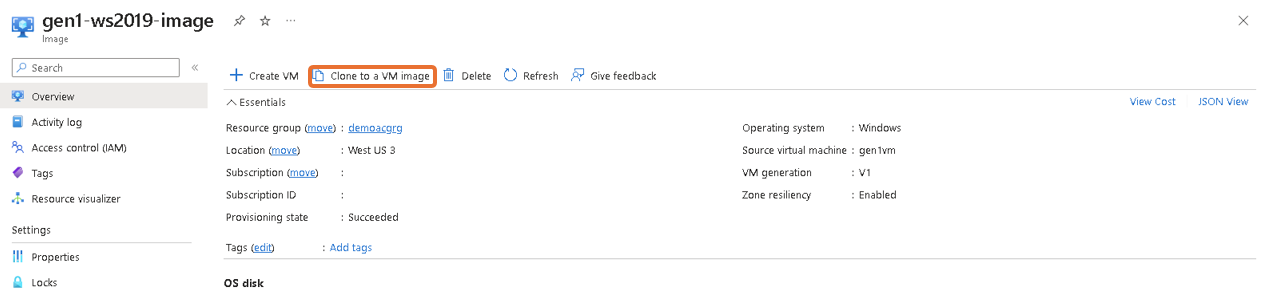 gen1-ws2019-image
Image
Search
Overview
Activity log
Access control (IAM)
Tags
Resource visualizer
Settings
Properties
Locks
Create VM Clone to a VM image Delete Refresh Give feedback
Essentials
View Cost JSON View
Resource group (move) : demoacgrg
Location (move) : West US 3
Subscription (move) :
Subscription ID :
Provisioning state : Succeeded
Operating system : Windows
Source virtual machine : gen1vm
VM generation : V1
Zone resiliency : Enabled
Tags (edit) : Add tags
OS disk